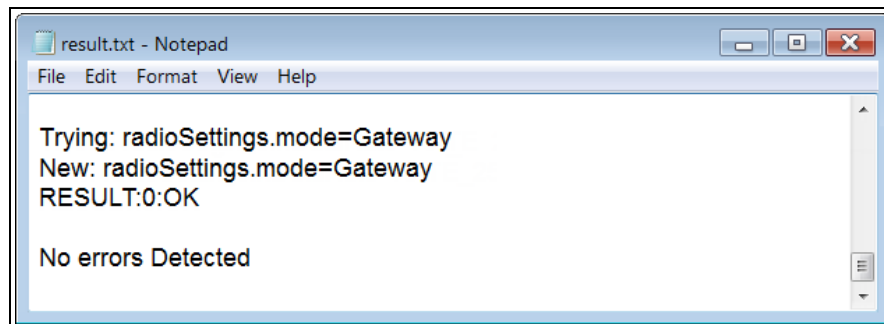 result.txt - Notepad
File Edit Format View Help
Trying: radioSettings.mode=Gateway
New: radioSettings.mode=Gateway
RESULT:0:OK
No errors Detected